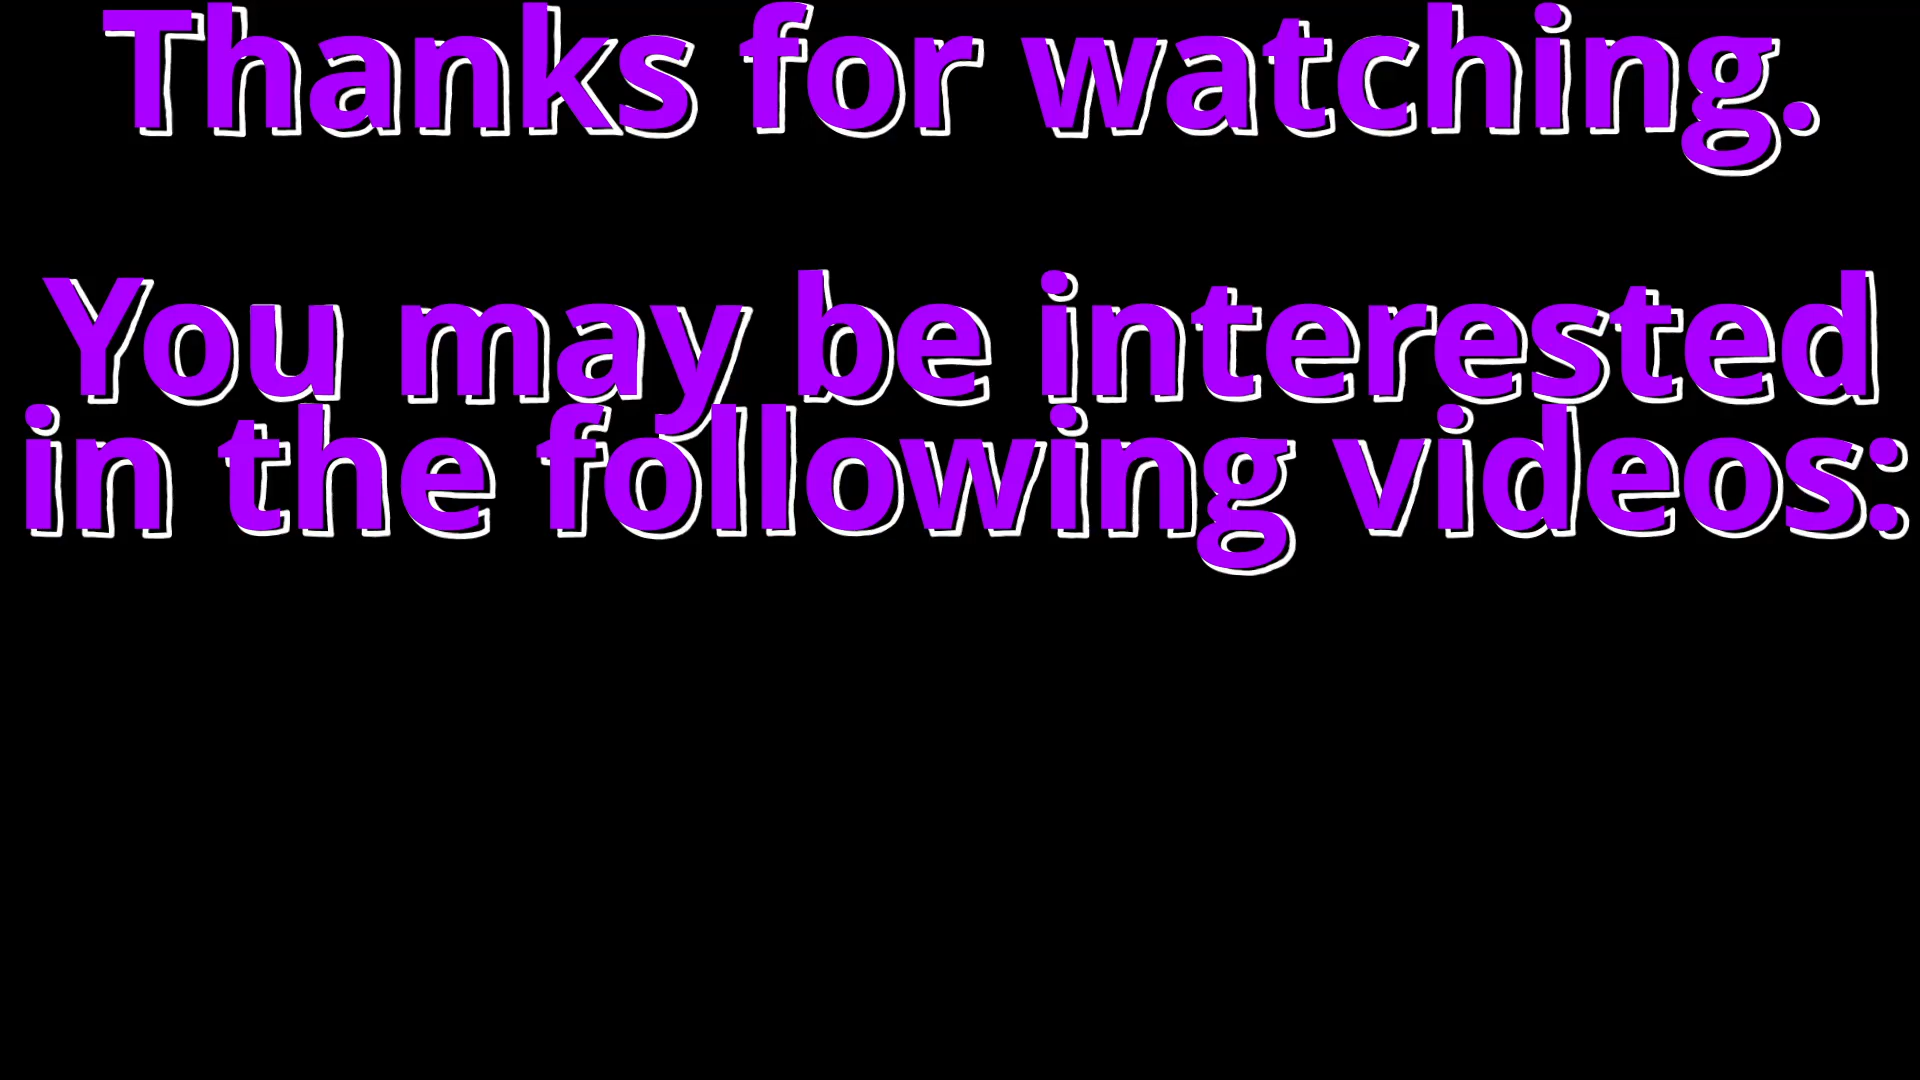 Thanks for watching.
You may be interested
in the following videos: